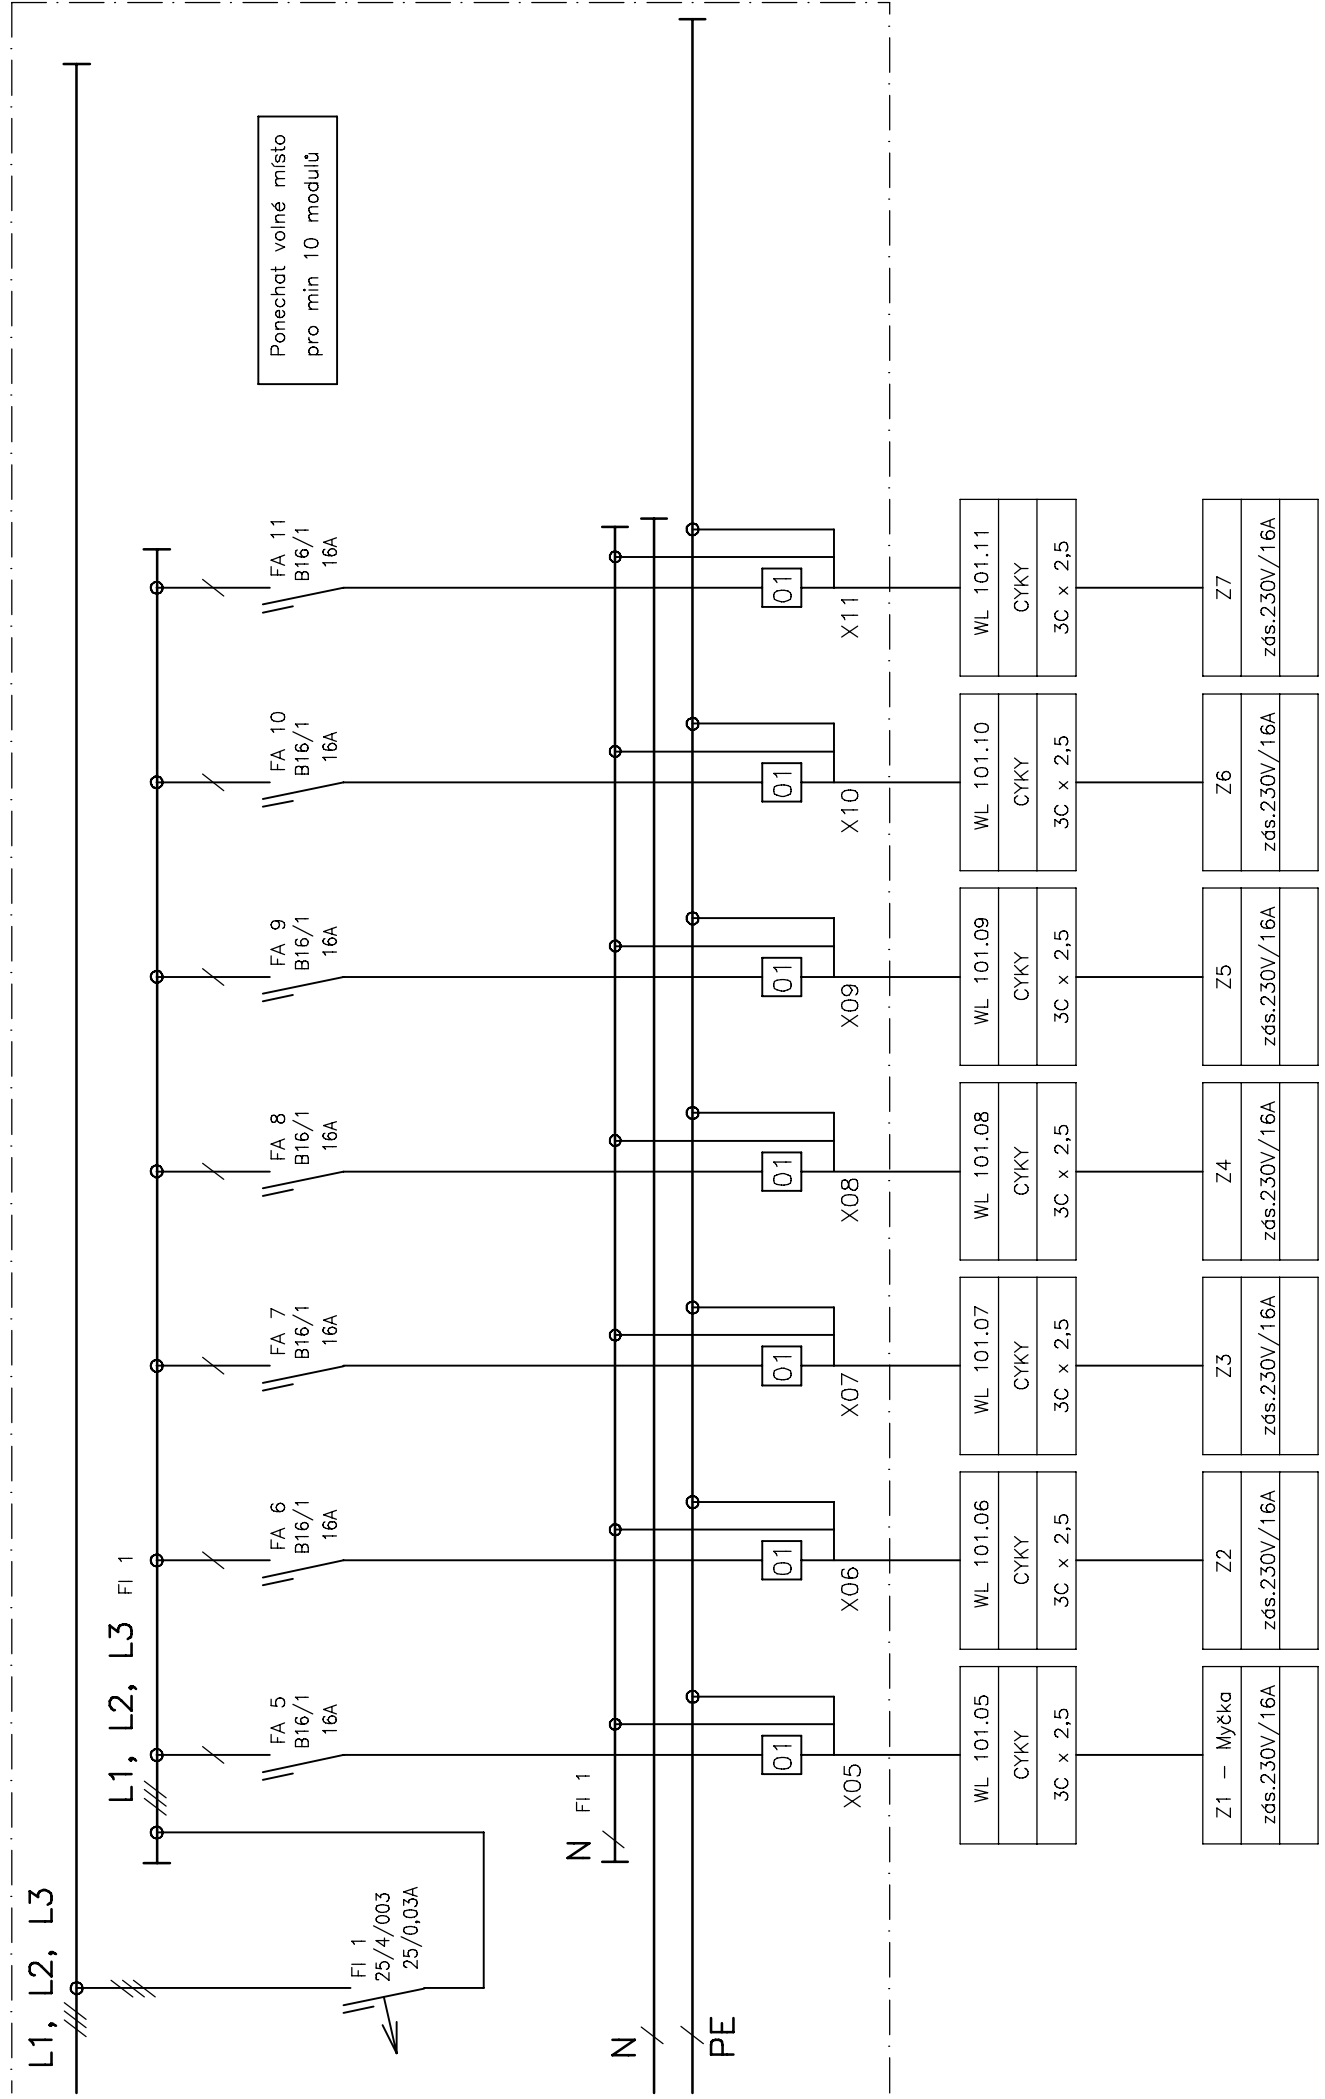 L1, L2, L3
L1, L2, L3 FI 1
Ponechat volné místo
pro min 10 modulů
FI 1
25/4/003
25/0,03A
FA 5
B16/1
16A
FA 6
B16/1
16A
FA 7
B16/1
16A
FA 8
B16/1
16A
FA 9
B16/1
16A
FA 10
B16/1
16A
FA 11
B16/1
16A
N FI 1
N
PE
01
01
01
01
01
01
01
X05
X06
X07
X08
X09
X10
X11
WL 101.05
CYKY
3C x 2,5
WL 101.06
CYKY
3C x 2,5
WL 101.07
CYKY
3C x 2,5
WL 101.08
CYKY
3C x 2,5
WL 101.09
CYKY
3C x 2,5
WL 101.10
CYKY
3C x 2,5
WL 101.11
CYKY
3C x 2,5
Z1 – Myčka
zás.230V/16A
Z2
zás.230V/16A
Z3
zás.230V/16A
Z4
zás.230V/16A
Z5
zás.230V/16A
Z6
zás.230V/16A
Z7
zás.230V/16A